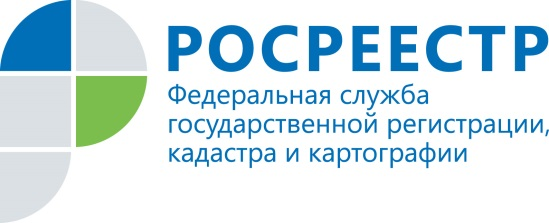 РОСРЕЕСТР
Федеральная служба
государственной регистрации,
кадастра и картографии